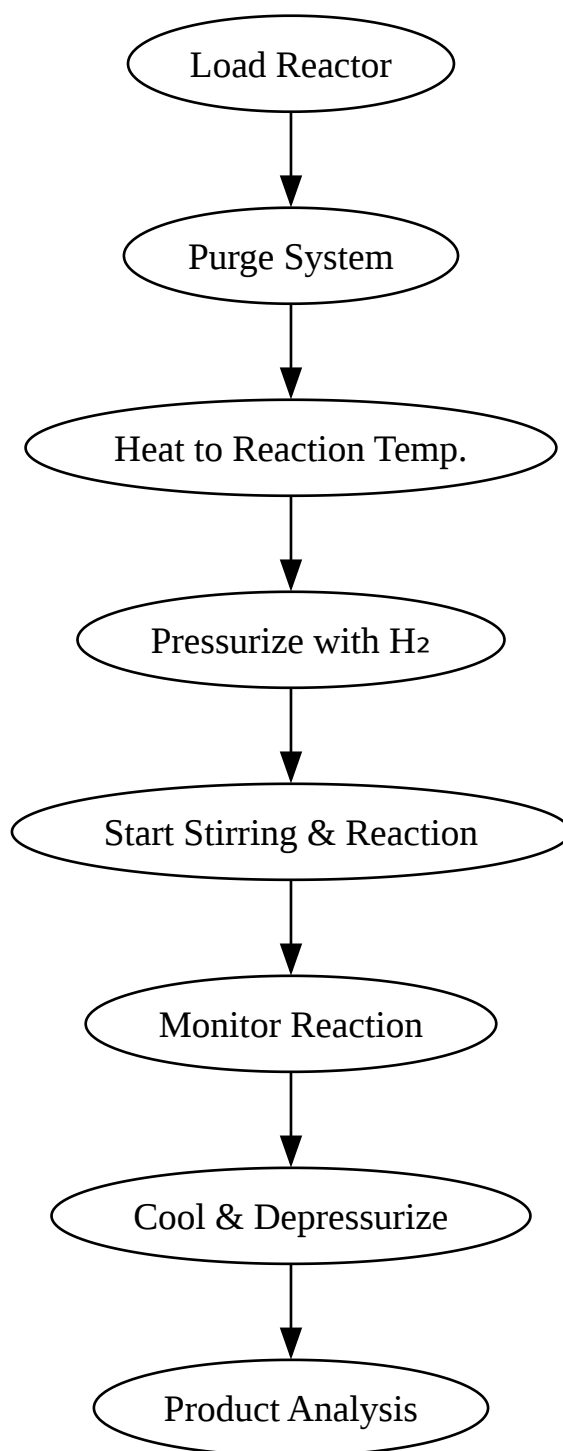 Load Reactor
Purge System
Heat to Reaction Temp.
Pressurize with H₂
Start Stirring & Reaction
Monitor Reaction
Cool & Depressurize
Product Analysis